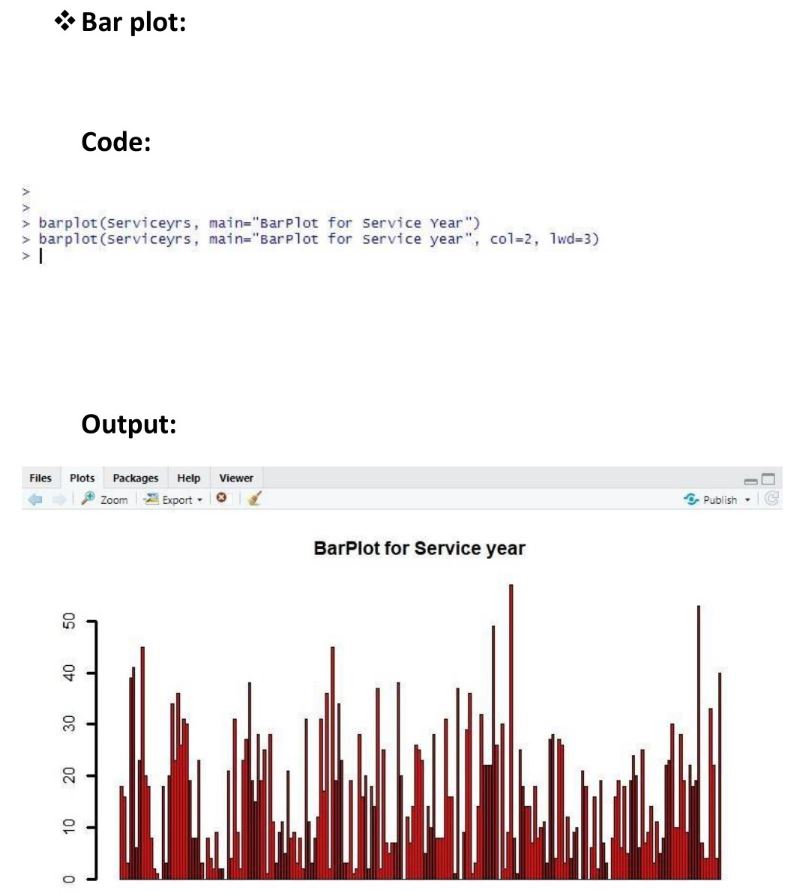 ❖ Bar plot:
Code:
>
>
> barplot(Serviceyrs, main="BarPlot for Service Year")
> barplot(Serviceyrs, main="BarPlot for Service year", col=2, lwd=3)
>
Output:
Files Plots Packages Help Viewer
Zoom Export Publish
BarPlot for Service year
50
40
30
20
10
0